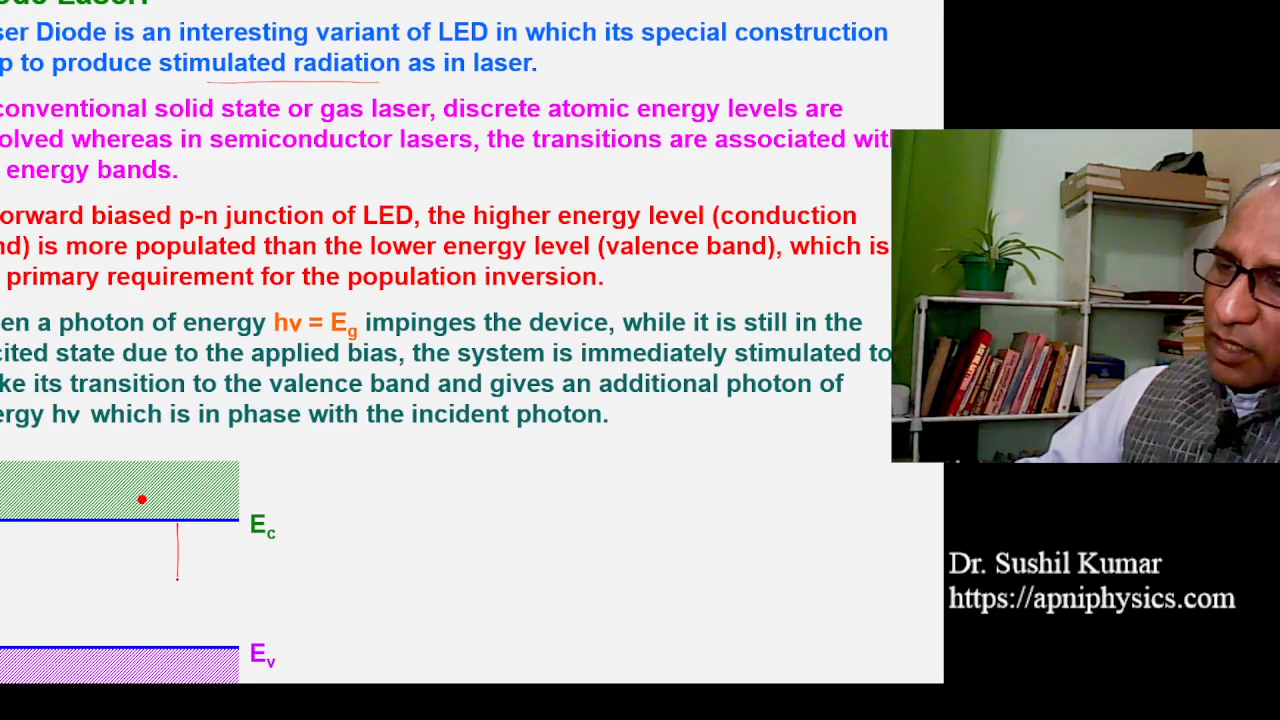 ode Laser:
ser Diode is an interesting variant of LED in which its special construction
p to produce stimulated radiation as in laser.
conventional solid state or gas laser, discrete atomic energy levels are
olved whereas in semiconductor lasers, the transitions are associated wit
energy bands.
orward biased p-n junction of LED, the higher energy level (conduction
nd) is more populated than the lower energy level (valence band), which is
primary requirement for the population inversion.
en a photon of energy hν = Eg impinges the device, while it is still in the
cited state due to the applied bias, the system is immediately stimulated to
ke its transition to the valence band and gives an additional photon of
ergy hν which is in phase with the incident photon.
Ec
Ev
Dr. Sushil Kumar
https://apniphysics.com